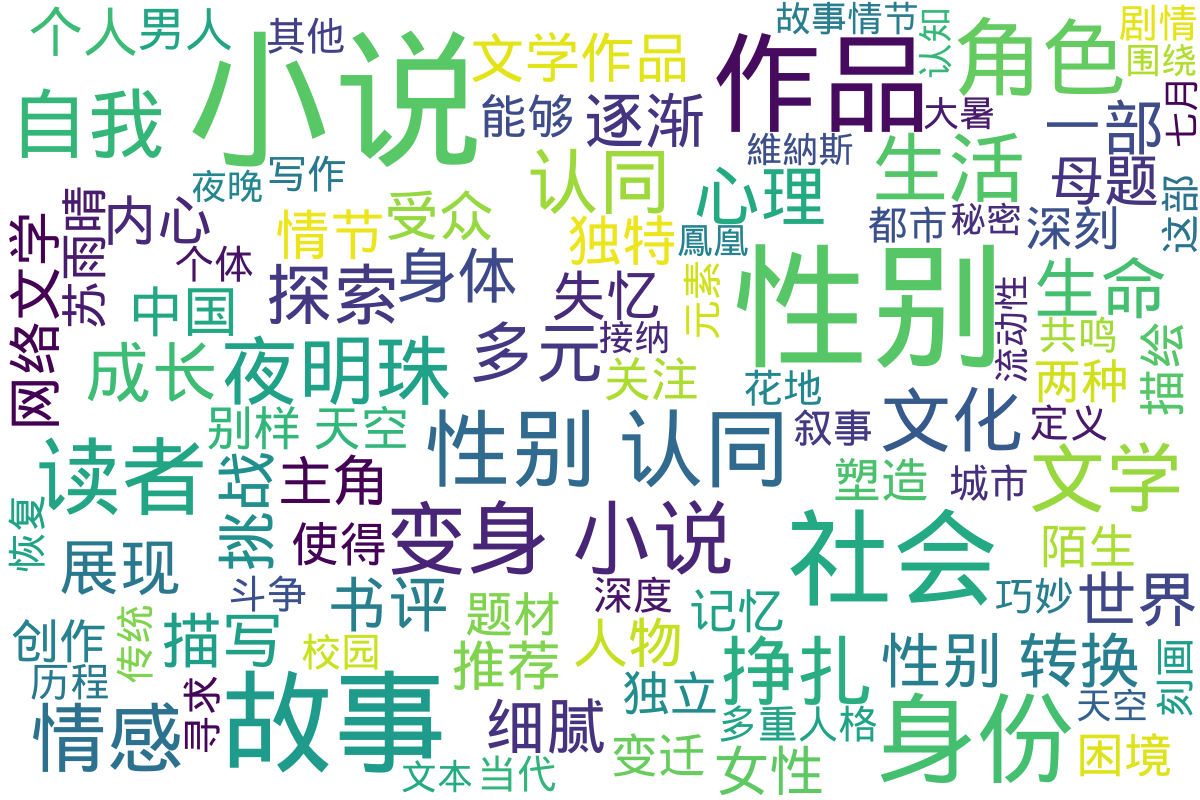 个人
男人
其他
小说
文学作品
作品
故事情节
认知
角色
剧情
围绕
自我
能够
逐渐
大暑
一部
七月
夜晚
写作
认同
維納斯
心理
生活
母题
这部
网络文学
苏雨晴
内心
情节
受众
独特
鳳凰
都市
秘密
深刻
个体
中国
探索
身体
失忆
元素
性别
流动性
生命
共鸣
描绘
成长
夜明珠
多元
接纳
关注
花地
两种
别样
天空
性别 认同
叙事
文化
定义
读者
挑战
主角
塑造
城市
文学
恢复
展现
使得
变身 小说
社会
陌生
斗争
书评
题材
深度
记忆
巧妙
世界
创作
传统
描写
校园
推荐
人物
挣扎
性别 转换
刻画
历程
寻求
情感
故事
细腻
独立
多重人格
身份
天空
困境
文本
当代
变迁
女性